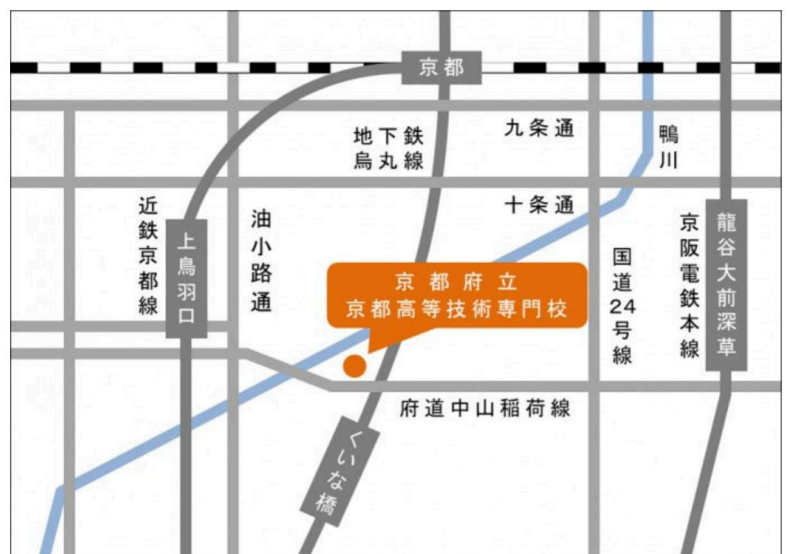 京都
九条通
地下鉄
烏丸線
鴨川
十条通
近鉄京都線
上鳥羽口
油小路通
京都府立
京都高等技術専門校
国道24号線
京阪電鉄本線
龍谷大前深草
府道中山稲荷線
くいな橋